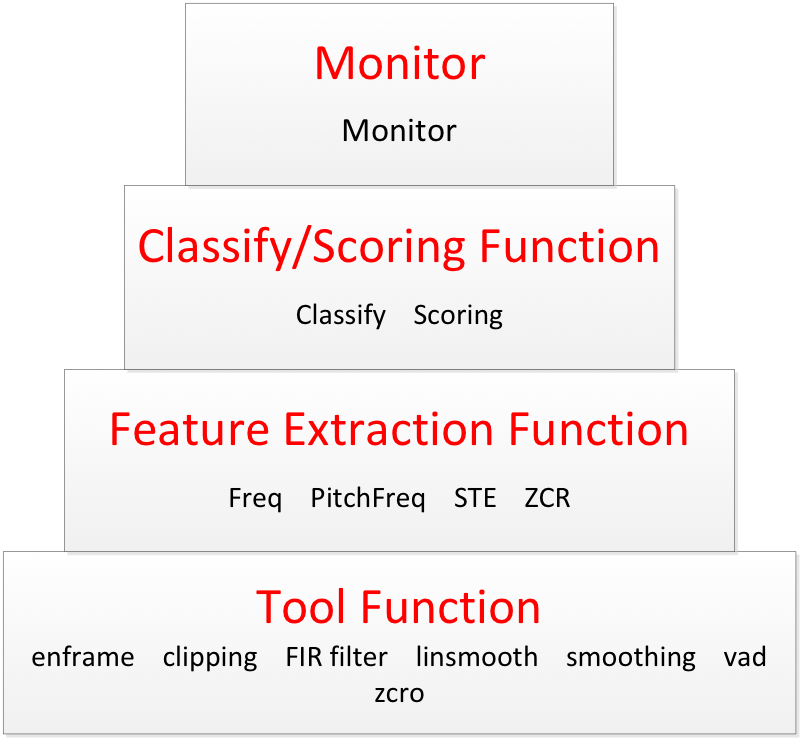 Monitor
Monitor
Classify/Scoring Function
Classify Scoring
Feature Extraction Function
Freq PitchFreq STE ZCR
Tool Function
enframe clipping FIR filter linsmooth smoothing vad
zcro